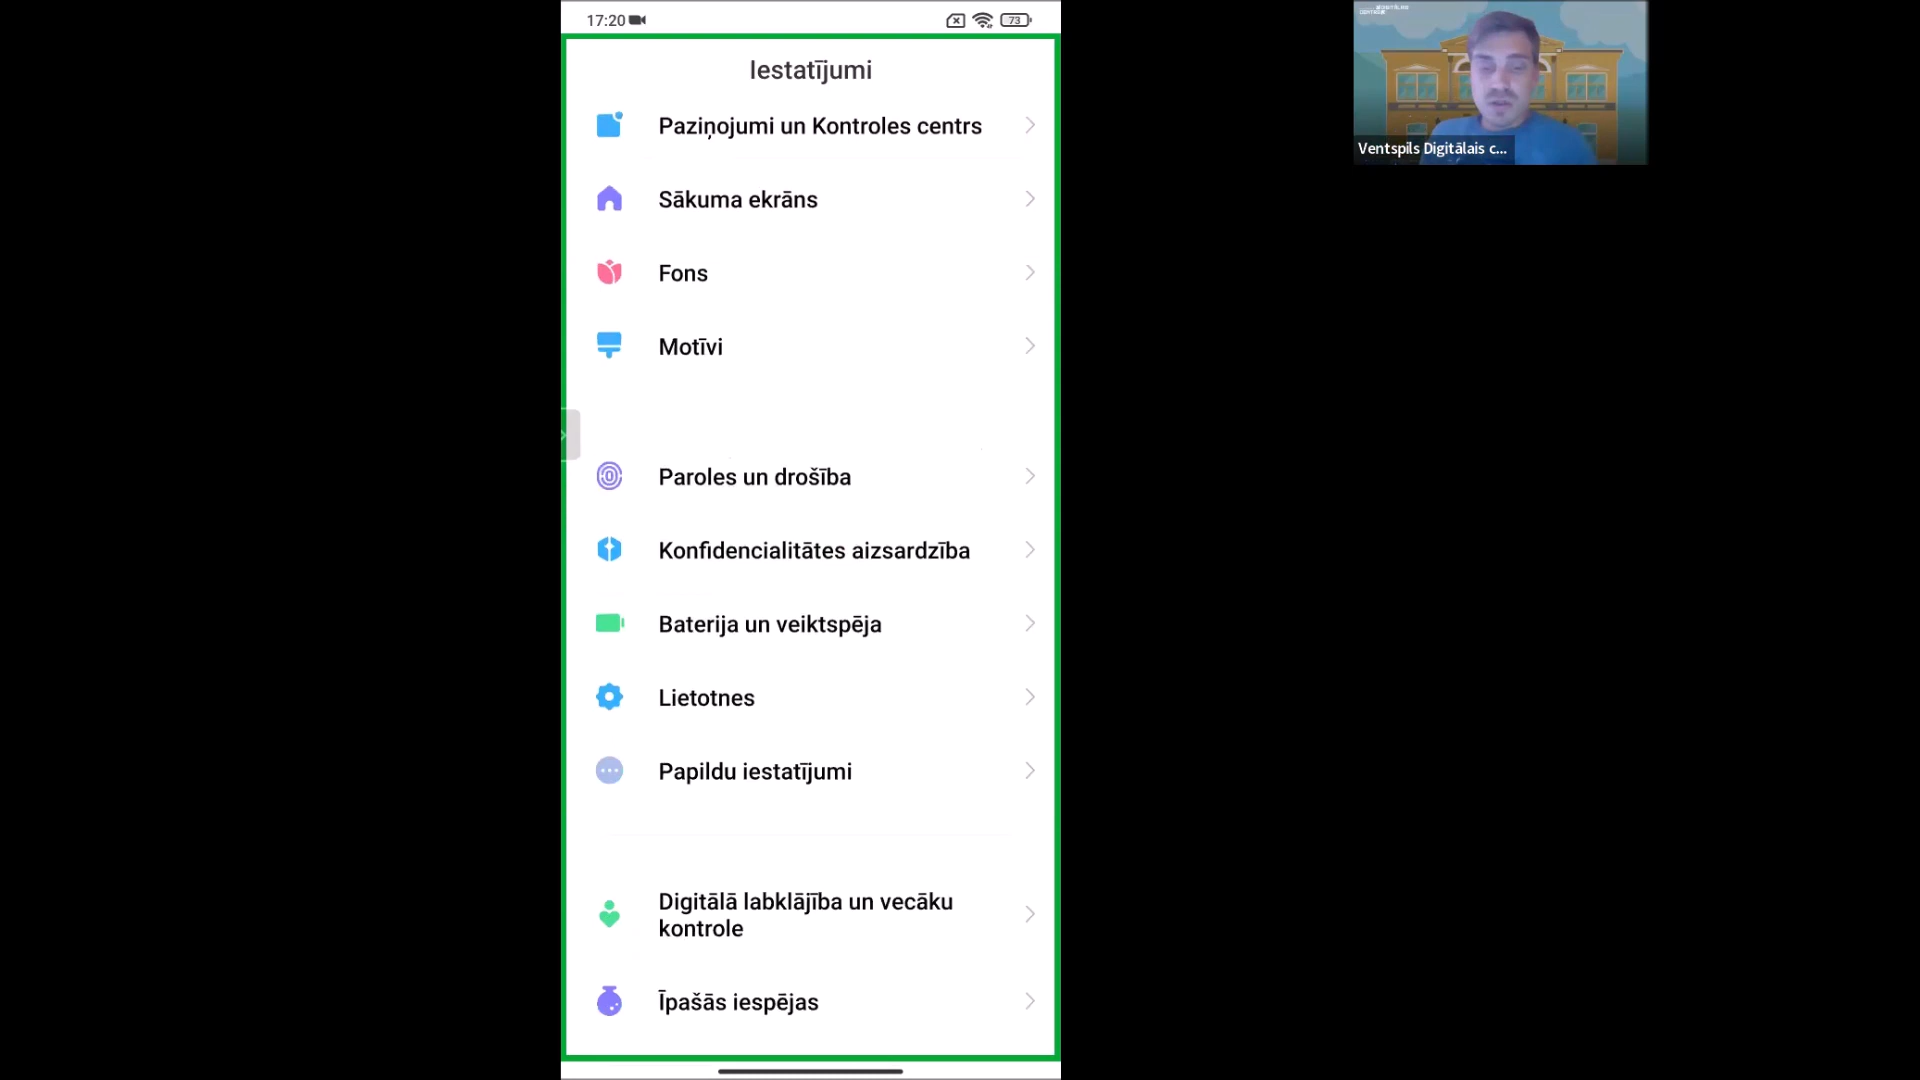 17:20
73
Iestatījumi
Paziņojumi un Kontroles centrs
Sākuma ekrāns
Fons
Motīvi
Paroles un drošība
Konfidencialitātes aizsardzība
Baterija un veiktspēja
Lietotnes
Papildu iestatījumi
Digitālā labklājība un vecāku
kontrole
Īpašās iespējas
Ventspils Digitālais c...